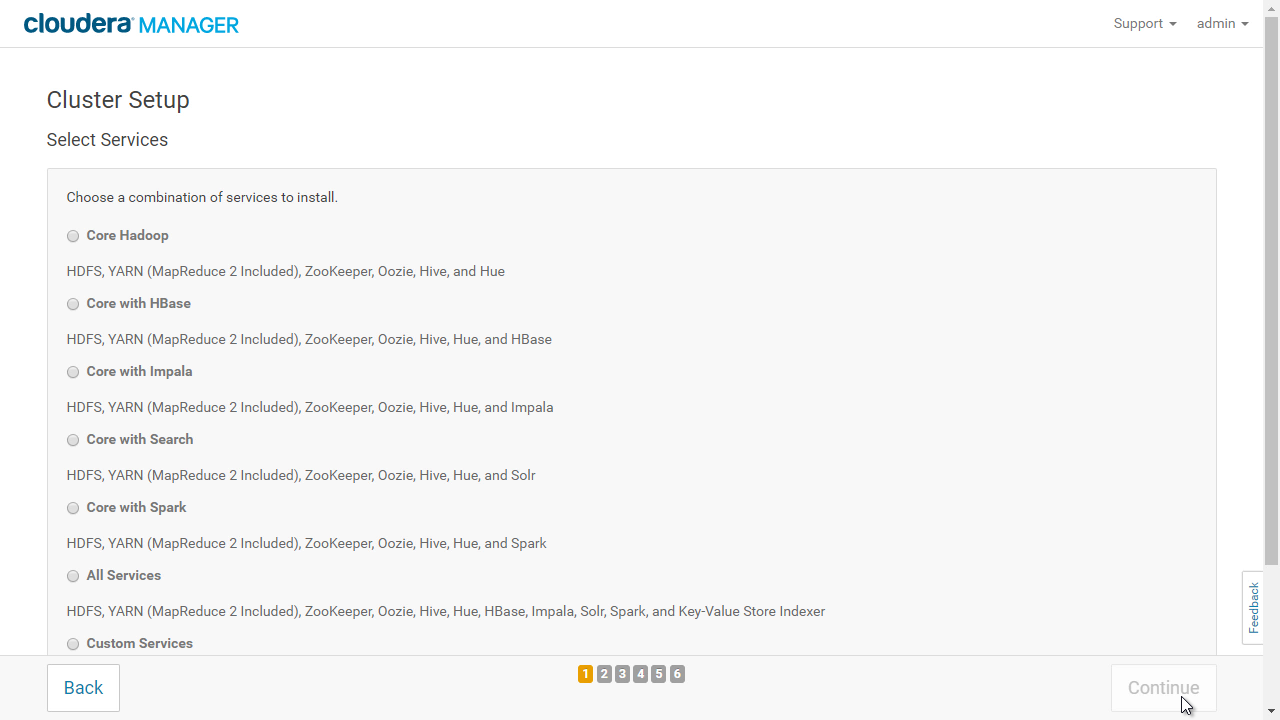 cloudera MANAGER
Support admin
Cluster Setup
Select Services
Choose a combination of services to install.
Core Hadoop
HDFS, YARN (MapReduce 2 Included), ZooKeeper, Oozie, Hive, and Hue
Core with HBase
HDFS, YARN (MapReduce 2 Included), ZooKeeper, Oozie, Hive, Hue, and HBase
Core with Impala
HDFS, YARN (MapReduce 2 Included), ZooKeeper, Oozie, Hive, Hue, and Impala
Core with Search
HDFS, YARN (MapReduce 2 Included), ZooKeeper, Oozie, Hive, Hue, and Solr
Core with Spark
HDFS, YARN (MapReduce 2 Included), ZooKeeper, Oozie, Hive, Hue, and Spark
All Services
HDFS, YARN (MapReduce 2 Included), ZooKeeper, Oozie, Hive, Hue, HBase, Impala, Solr, Spark, and Key-Value Store Indexer
Custom Services
Feedback
Back
1 2 3 4 5 6
Continue